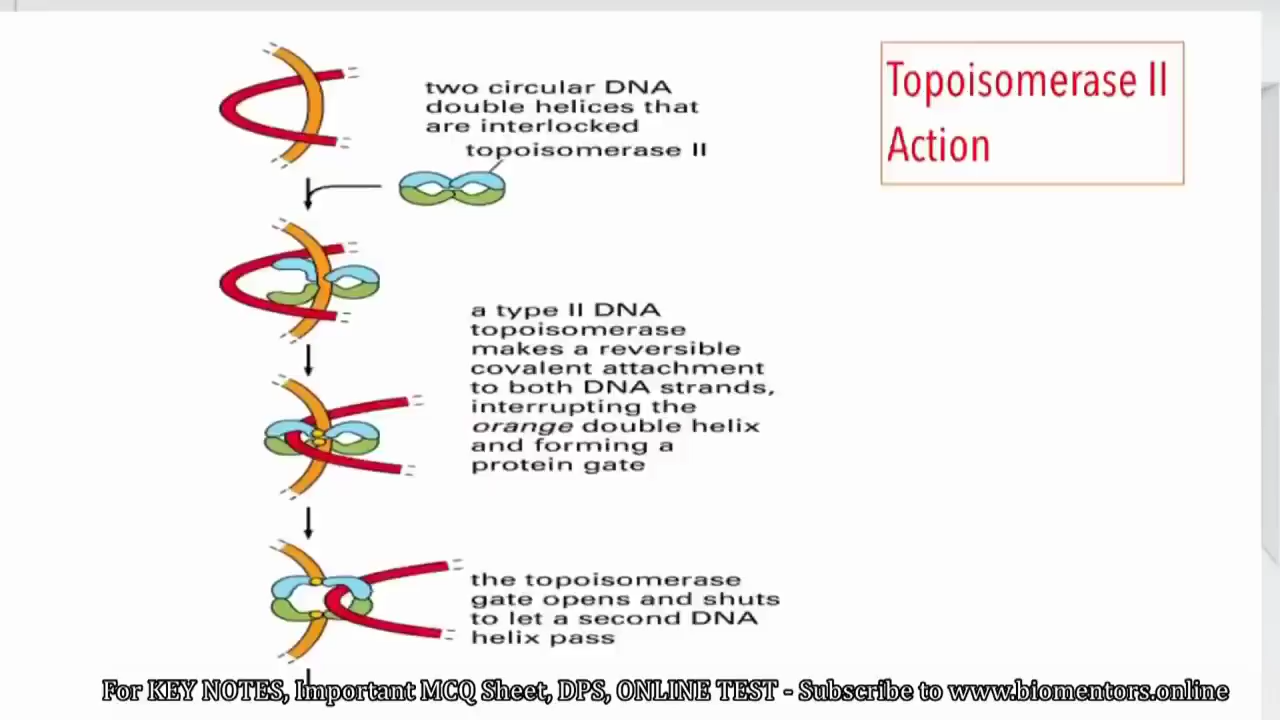 Topoisomerase II
Action
two circular DNA
double helices that
are interlocked
topoisomerase II
a type II DNA
topoisomerase
makes a reversible
covalent attachment
to both DNA strands,
interrupting the
orange double helix
and forming a
protein gate
the topoisomerase
gate opens and shuts
to let a second DNA
helix pass
For KEY NOTES, Important MCQ Sheet, DPS, ONLINE TEST - Subscribe to www.biomentors.online